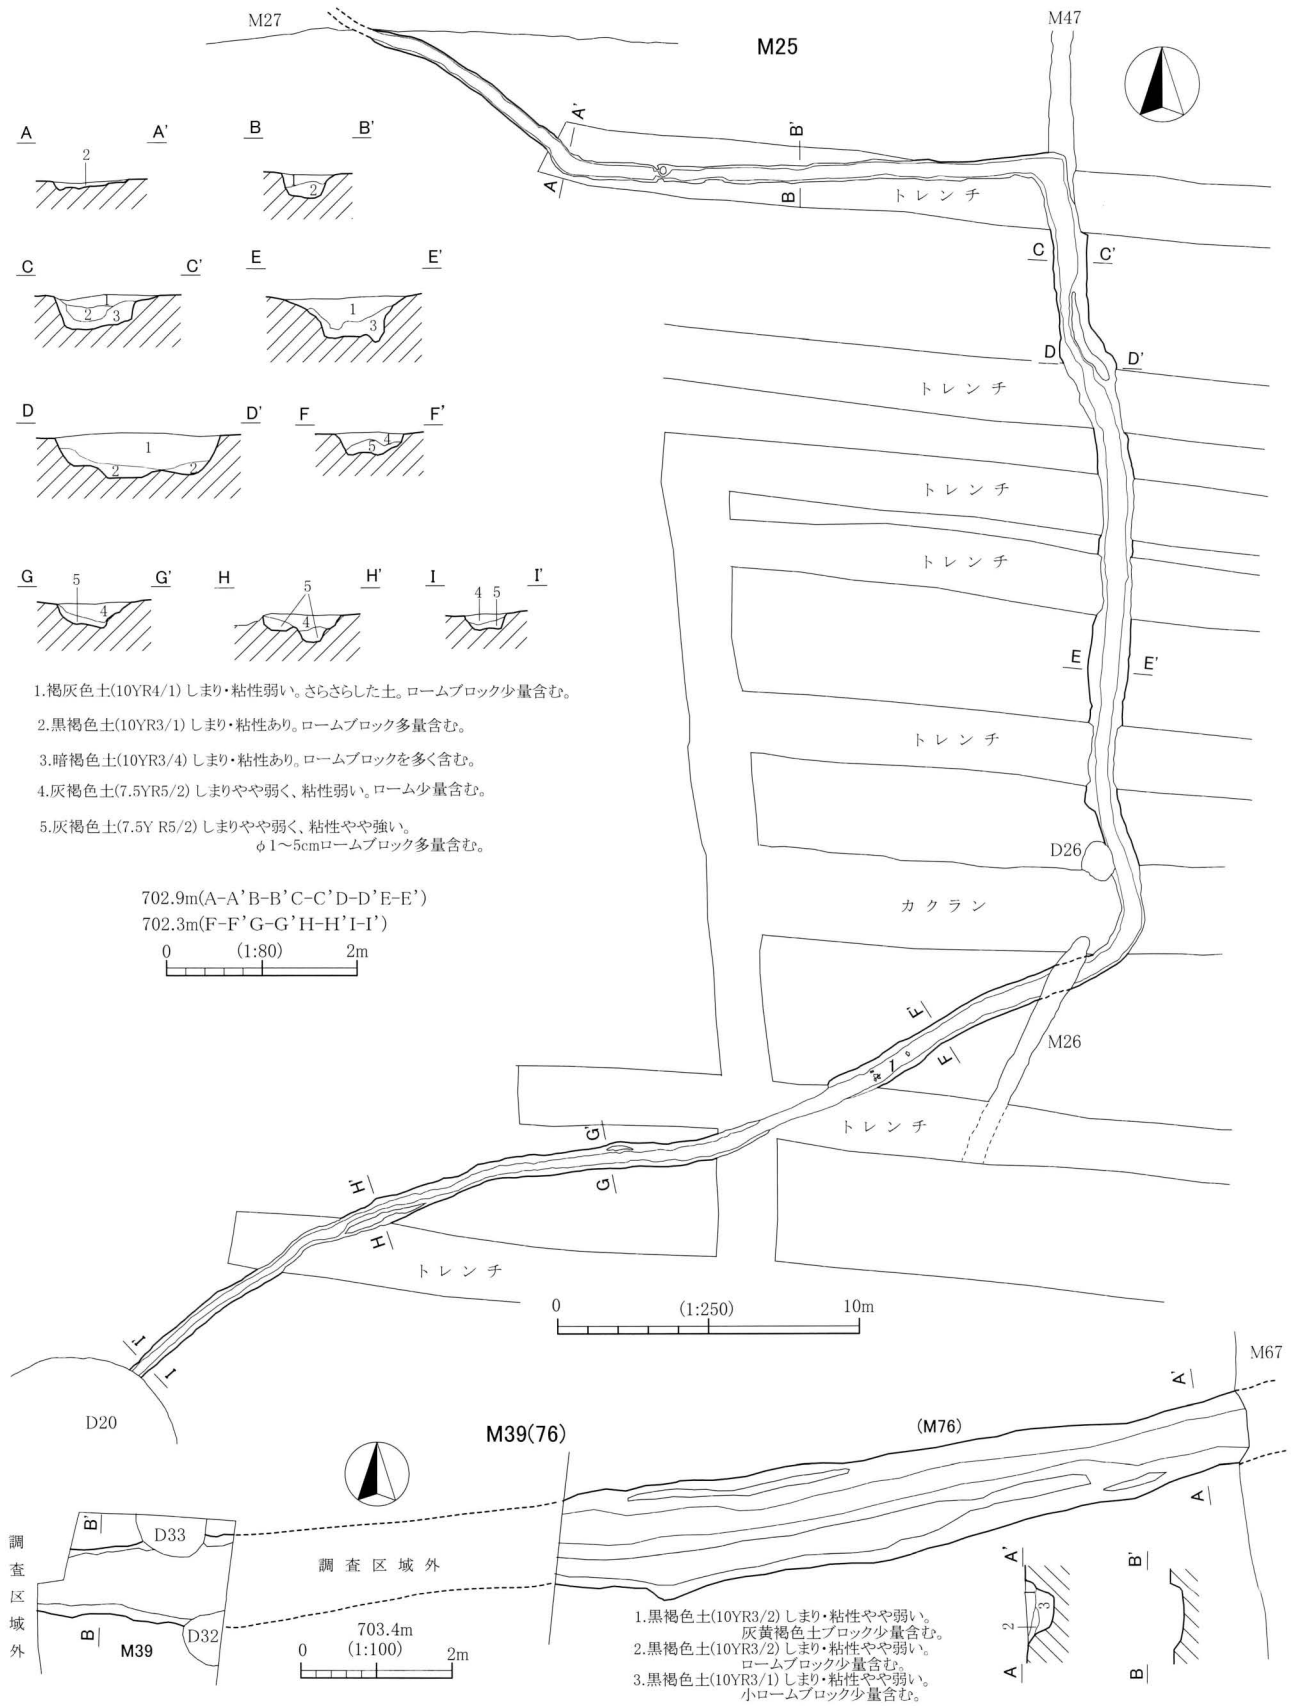 M27
M25
M47
A A'
2
B B'
2
C C'
2 3
E E'
1
3
D D'
1
2 2
F F'
4
5
G G'
5
4
H H'
5
4
I I'
4 5
A'
A
B'
B
トレンチ
C C'
D D'
トレンチ
トレンチ
トレンチ
E E'
トレンチ
D26
カクラン
F'
F
M26
トレンチ
G'
G
H'
H
トレンチ
I'
I
D20
1.褐灰色土(10YR4/1) しまり・粘性弱い。さらさらした土。ロームブロック少量含む。
2.黒褐色土(10YR3/1) しまり・粘性あり。ロームブロック多量含む。
3.暗褐色土(10YR3/4) しまり・粘性あり。ロームブロックを多く含む。
4.灰褐色土(7.5YR5/2) しまりやや弱く、粘性弱い。ローム少量含む。
5.灰褐色土(7.5Y R5/2) しまりやや弱く、粘性やや強い。
φ1〜5cmロームブロック多量含む。
702.9m(A-A'B-B'C-C'D-D'E-E')
702.3m(F-F'G-G'H-H'I-I')
0 (1:80) 2m
0 (1:250) 10m
M39(76)
(M76)
M67
A'
A
B'
D33
調査区域外
調査区域外
B
M39
D32
703.4m
0 (1:100) 2m
A'
3
2
A
B'
B
1.黒褐色土(10YR3/2) しまり・粘性やや弱い。
灰黄褐色土ブロック少量含む。
2.黒褐色土(10YR3/2) しまり・粘性やや弱い。
ロームブロック少量含む。
3.黒褐色土(10YR3/1) しまり・粘性やや弱い。
小ロームブロック少量含む。